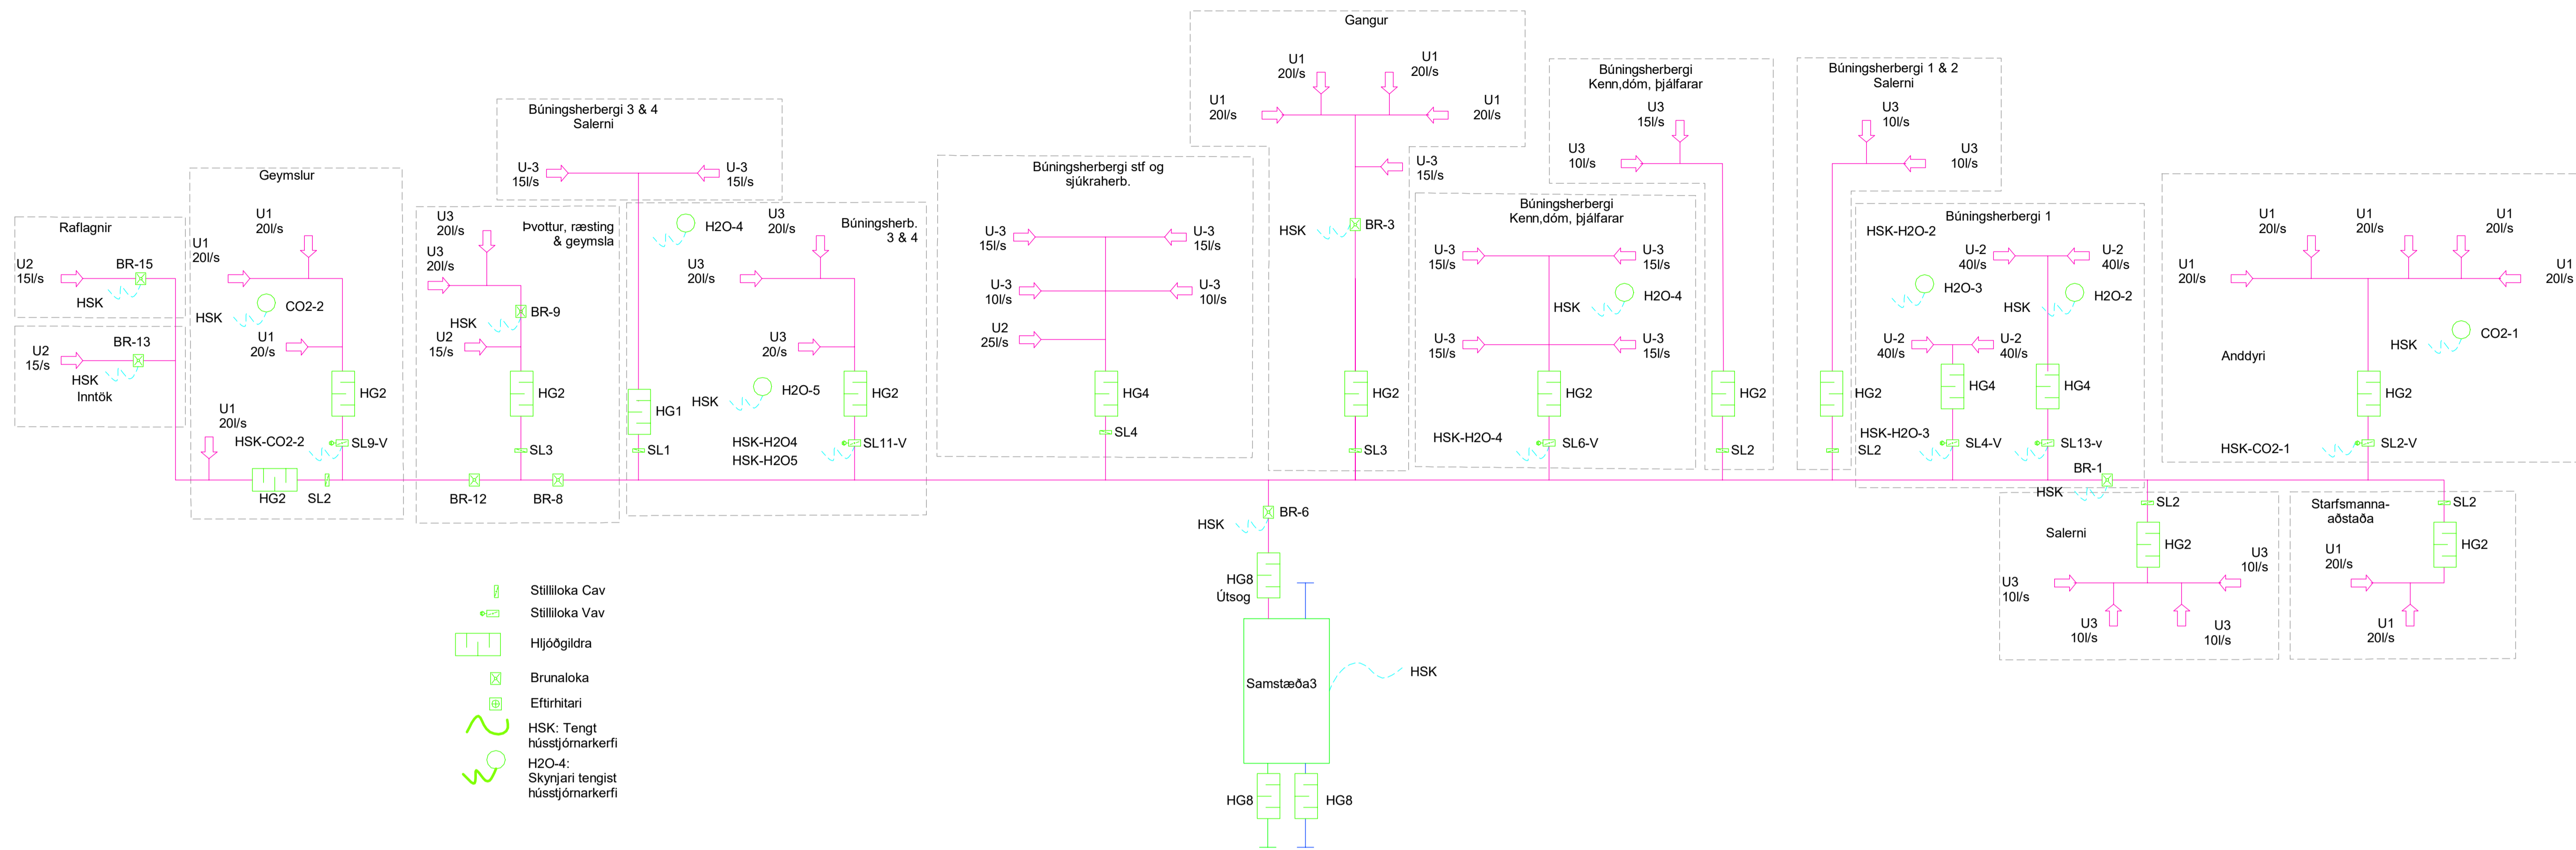 Raflagnir
U2
15l/s
BR-15
HSK
U2
15/s
BR-13
HSK
Inntök
Geymslur
U1
20l/s
U1
20l/s
HSK
CO2-2
U1
20/s
HG2
U1
20l/s
HSK-CO2-2
SL9-V
HG2
SL2
Þvottur, ræsting
& geymsla
U3
20l/s
U3
20l/s
BR-9
HSK
U2
15/s
HG2
SL3
BR-12
BR-8
Búningsherbergi 3 & 4
Salerni
U-3
15l/s
U-3
15l/s
HG1
SL1
Búningsherb.
3 & 4
H2O-4
U3
20l/s
U3
20l/s
U3
20/s
H2O-5
HSK
HG2
HSK-H2O4
HSK-H2O5
SL11-V
Búningsherbergi stf og
sjúkraherb.
U-3
15l/s
U-3
15l/s
U-3
10l/s
U-3
10l/s
U2
25l/s
HG4
SL4
Gangur
U1
20l/s
U1
20l/s
U1
20l/s
U1
20l/s
U-3
15l/s
HSK
BR-3
HG2
SL3
Búningsherbergi
Kenn,dóm, þjálfarar
U-3
15l/s
U-3
15l/s
HSK
H2O-4
U-3
15l/s
U-3
15l/s
HG2
HSK-H2O-4
SL6-V
Búningsherbergi
Kenn,dóm, þjálfarar
U3
15l/s
U3
10l/s
HG2
SL2
Búningsherbergi 1 & 2
Salerni
U3
10l/s
U3
10l/s
HG2
SL2
Búningsherbergi 1
HSK-H2O-2
U-2
40l/s
U-2
40l/s
H2O-3
HSK
H2O-2
U-2
40l/s
U-2
40l/s
HG4
HG4
HSK-H2O-3
SL4-V
SL13-v
BR-1
HSK
Anddyri
U1
20l/s
U1
20l/s
U1
20l/s
U1
20l/s
U1
20l/s
HSK
CO2-1
HG2
HSK-CO2-1
SL2-V
Salerni
SL2
HG2
U3
10l/s
U3
10l/s
U3
10l/s
U3
10l/s
Starfsmanna-
aðstaða
SL2
HG2
U1
20l/s
U1
20l/s
HSK
BR-6
HG8
Útsog
Samstæða3
HSK
HG8
HG8
Stilliloka Cav
Stilliloka Vav
Hljóðgildra
Brunaloka
Eftirhitari
HSK: Tengt
hússtjórnarkerfi
H2O-4:
Skynjari tengist
hússtjórnarkerfi